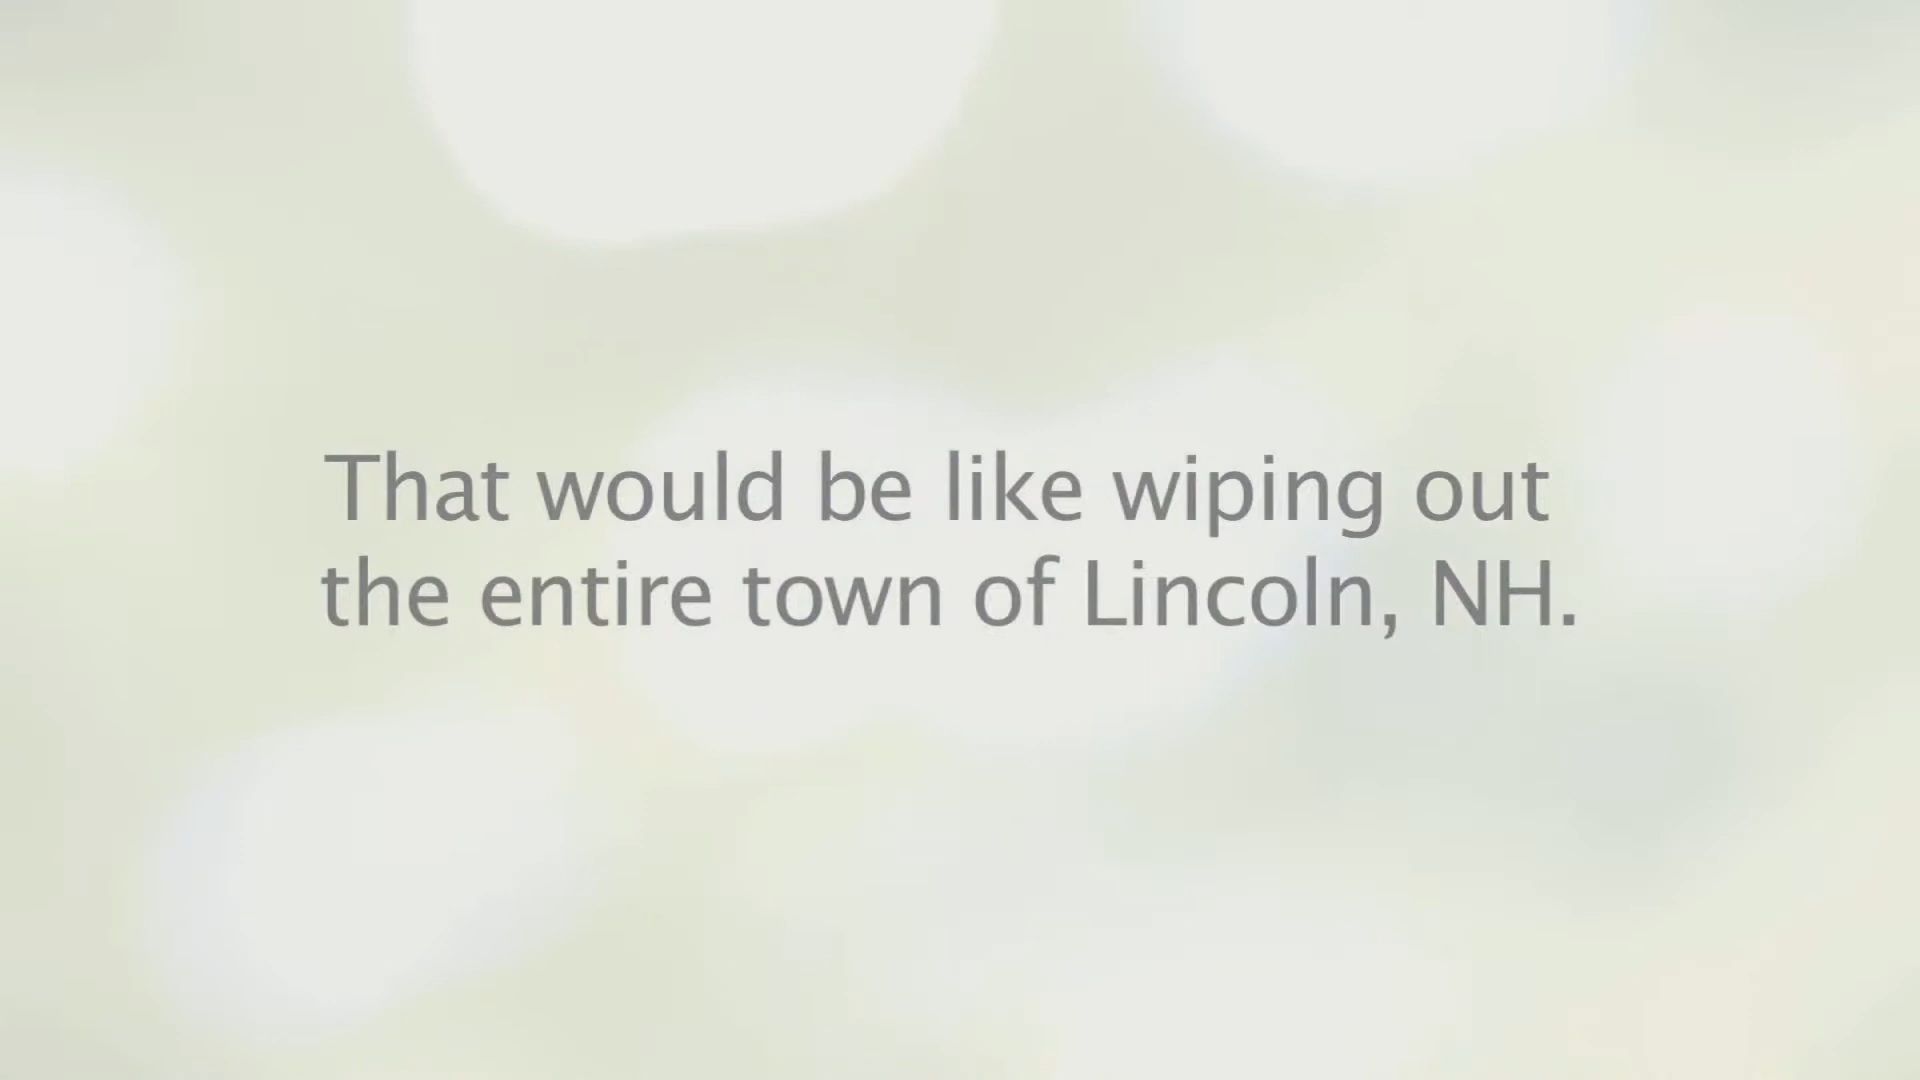 That would be like wiping out
the entire town of Lincoln, NH.